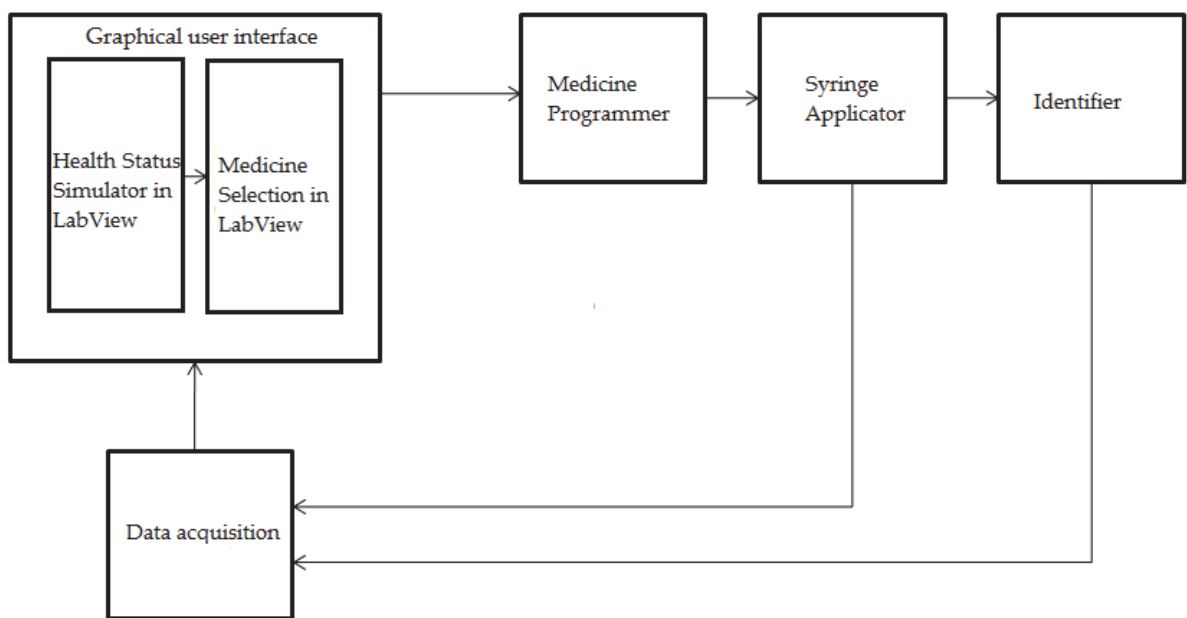 Graphical user interface
Health Status
Simulator in
LabView
Medicine
Selection in
LabView
Medicine
Programmer
Syringe
Applicator
Identifier
Data acquisition